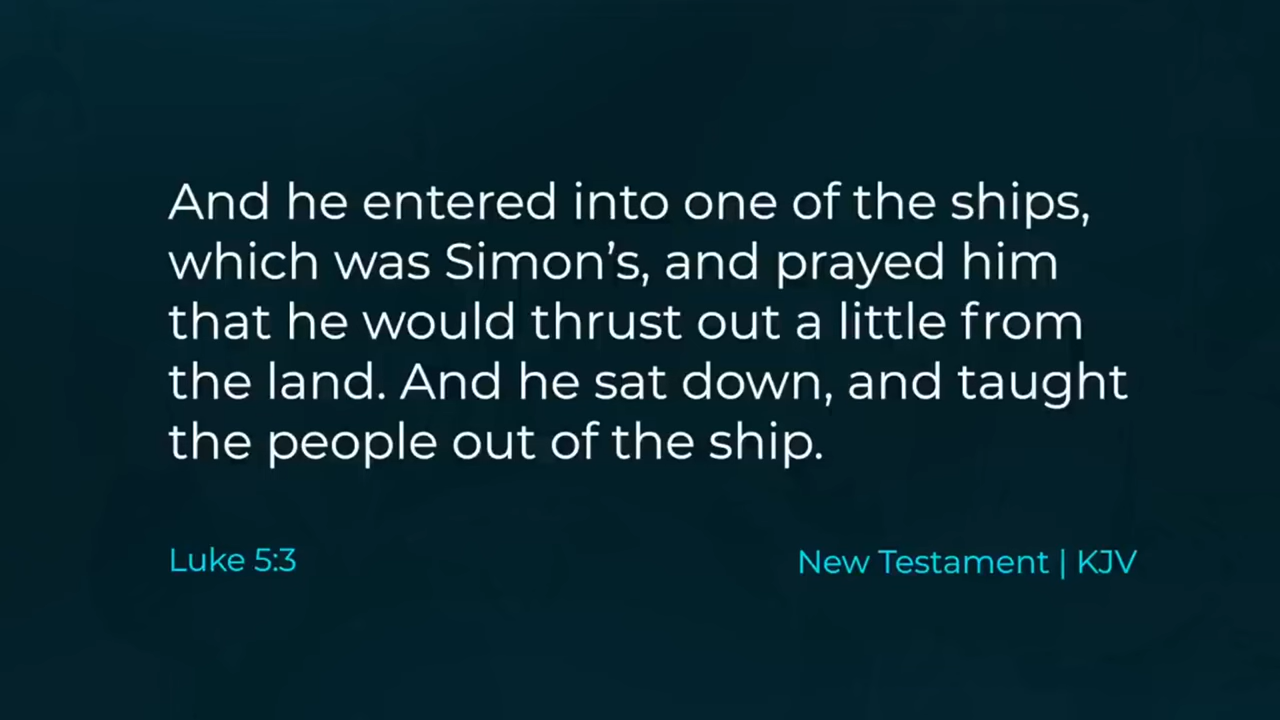 And he entered into one of the ships,
which was Simon’s, and prayed him
that he would thrust out a little from
the land. And he sat down, and taught
the people out of the ship.
Luke 5:3
New Testament | KJV